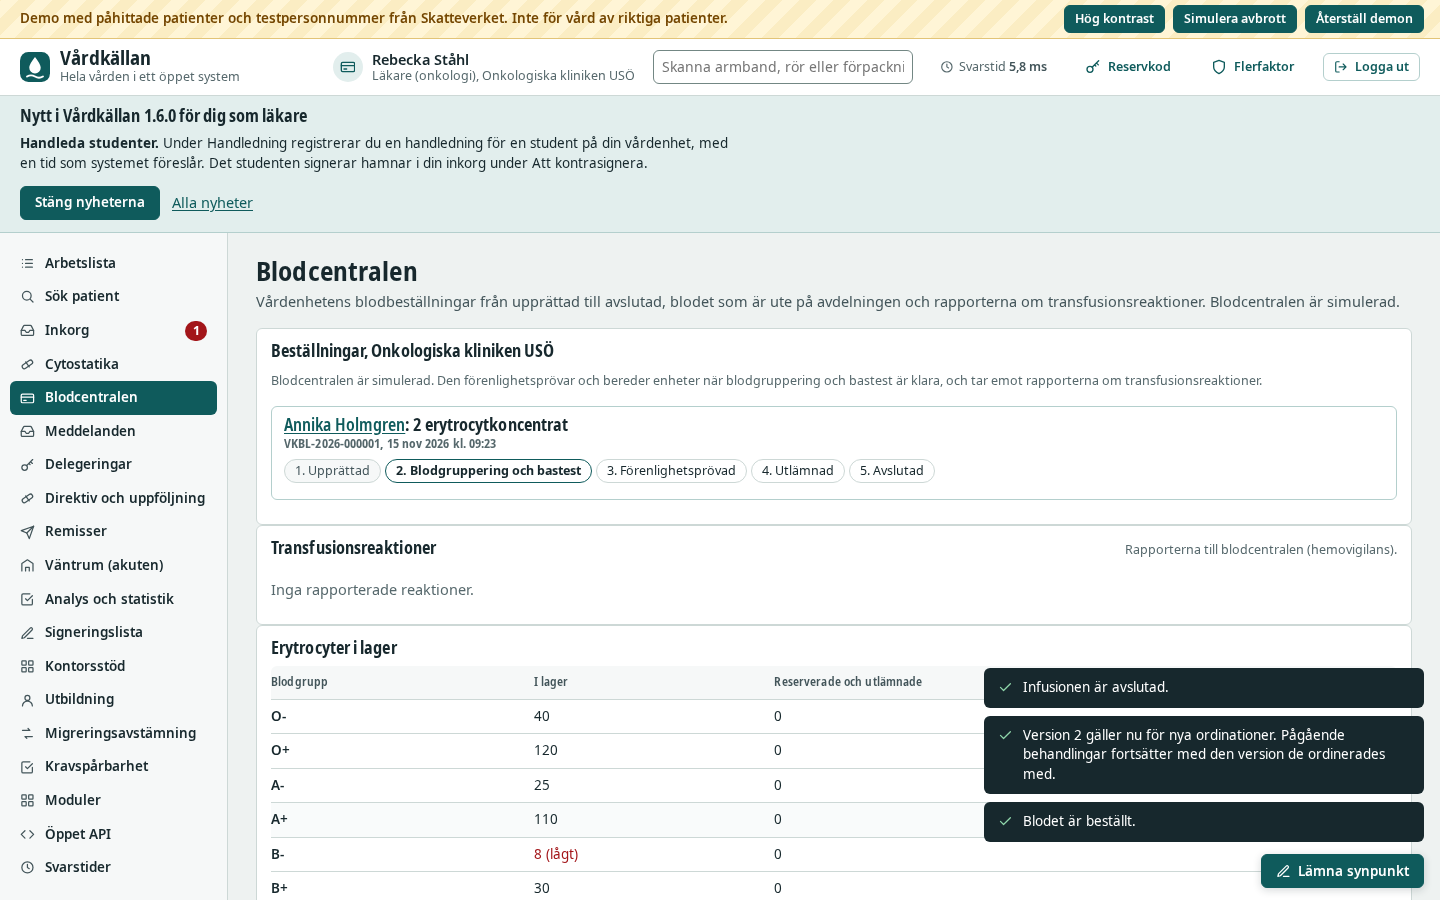 Demo med påhittade patienter och testpersonnummer från Skatteverket. Inte för vård av riktiga patienter.
Hög kontrast
Simulera avbrott
Återställ demon
Vårdkällan
Hela vården i ett öppet system
Rebecka Ståhl
Läkare (onkologi), Onkologiska kliniken USÖ
Skanna armband, rör eller förpackni
Svarstid 5,8 ms
Reservkod
Flerfaktor
Logga ut
Nytt i Vårdkällan 1.6.0 för dig som läkare
Handleda studenter. Under Handledning registrerar du en handledning för en student på din vårdenhet, med
en tid som systemet föreslår. Det studenten signerar hamnar i din inkorg under Att kontrasignera.
Stäng nyheterna
Alla nyheter
Arbetslista
Sök patient
Inkorg
1
Cytostatika
Blodcentralen
Meddelanden
Delegeringar
Direktiv och uppföljning
Remisser
Väntrum (akuten)
Analys och statistik
Signeringslista
Kontorsstöd
Utbildning
Migreringsavstämning
Kravspårbarhet
Moduler
Öppet API
Svarstider
Blodcentralen
Vårdenhetens blodbeställningar från upprättad till avslutad, blodet som är ute på avdelningen och rapporterna om transfusionsreaktioner. Blodcentralen är simulerad.
Beställningar, Onkologiska kliniken USÖ
Blodcentralen är simulerad. Den förenlighetsprövar och bereder enheter när blodgruppering och bastest är klara, och tar emot rapporterna om transfusionsreaktioner.
Annika Holmgren: 2 erytrocytkoncentrat
VKBL-2026-000001, 15 nov 2026 kl. 09:23
1. Upprättad
2. Blodgruppering och bastest
3. Förenlighetsprövad
4. Utlämnad
5. Avslutad
Transfusionsreaktioner
Rapporterna till blodcentralen (hemovigilans).
Inga rapporterade reaktioner.
Erytrocyter i lager
Blodgrupp I lager Reserverade och utlämnade
O- 40 0
O+ 120 0
A- 25 0
A+ 110 0
B- 8 (lågt) 0
B+ 30 0
Infusionen är avslutad.
Version 2 gäller nu för nya ordinationer. Pågående
behandlingar fortsätter med den version de ordinerades
med.
Blodet är beställt.
Lämna synpunkt